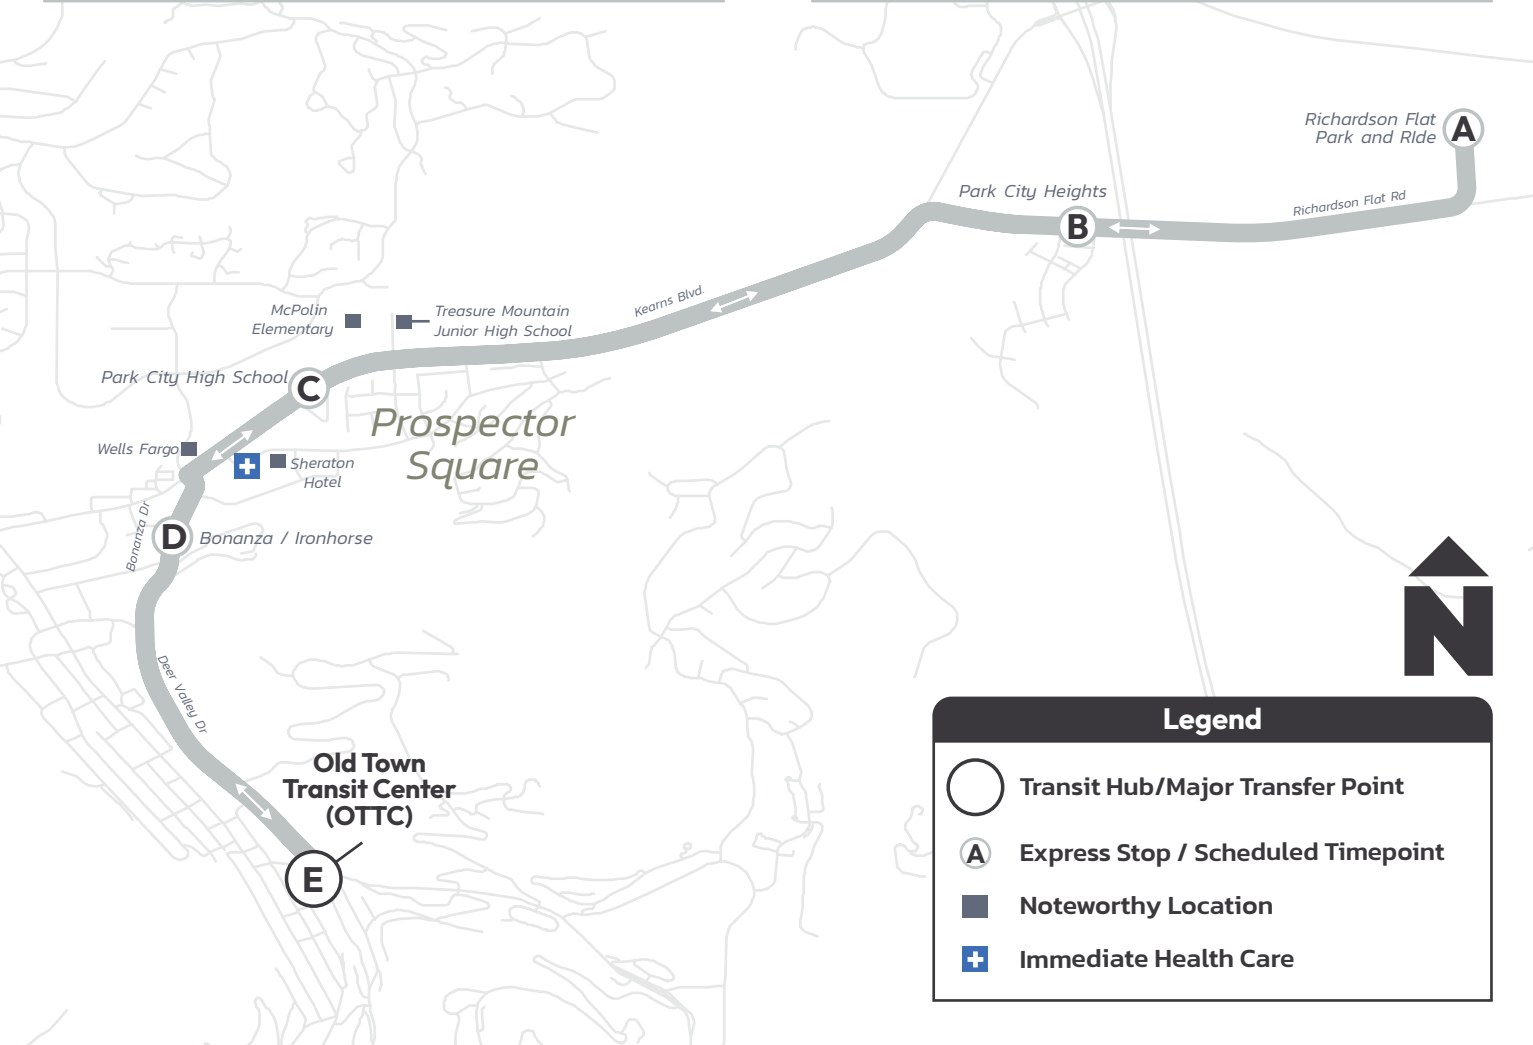 Richardson Flat
Park and RIde
A
Park City Heights
B
Richardson Flat Rd
Kearns Blvd.
McPolin
Elementary
Treasure Mountain
Junior High School
Park City High School
C
Prospector
Square
Wells Fargo
Sheraton
Hotel
Bonanza Dr
D
Bonanza / Ironhorse
Deer Valley Dr
Old Town
Transit Center
(OTTC)
E
N
Legend
Transit Hub/Major Transfer Point
A
Express Stop / Scheduled Timepoint
Noteworthy Location
Immediate Health Care